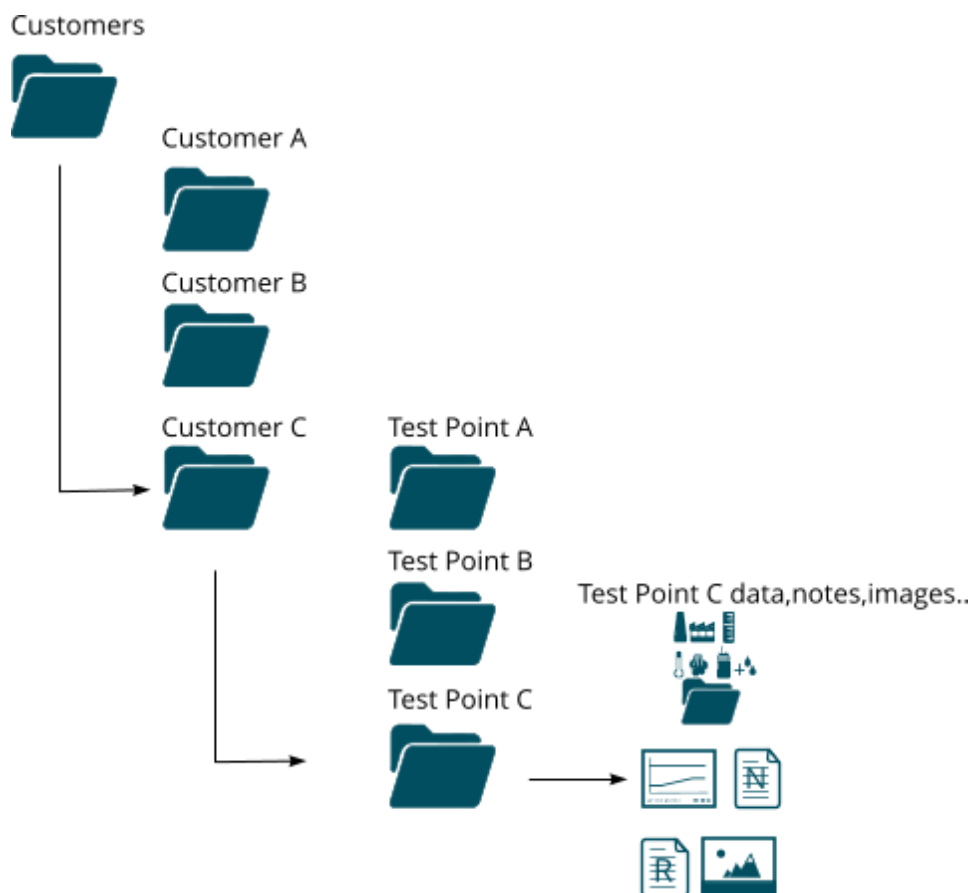 Customers
Customer A
Customer B
Customer C
Test Point A
Test Point B
Test Point C data,notes,images..
Test Point C
N
R